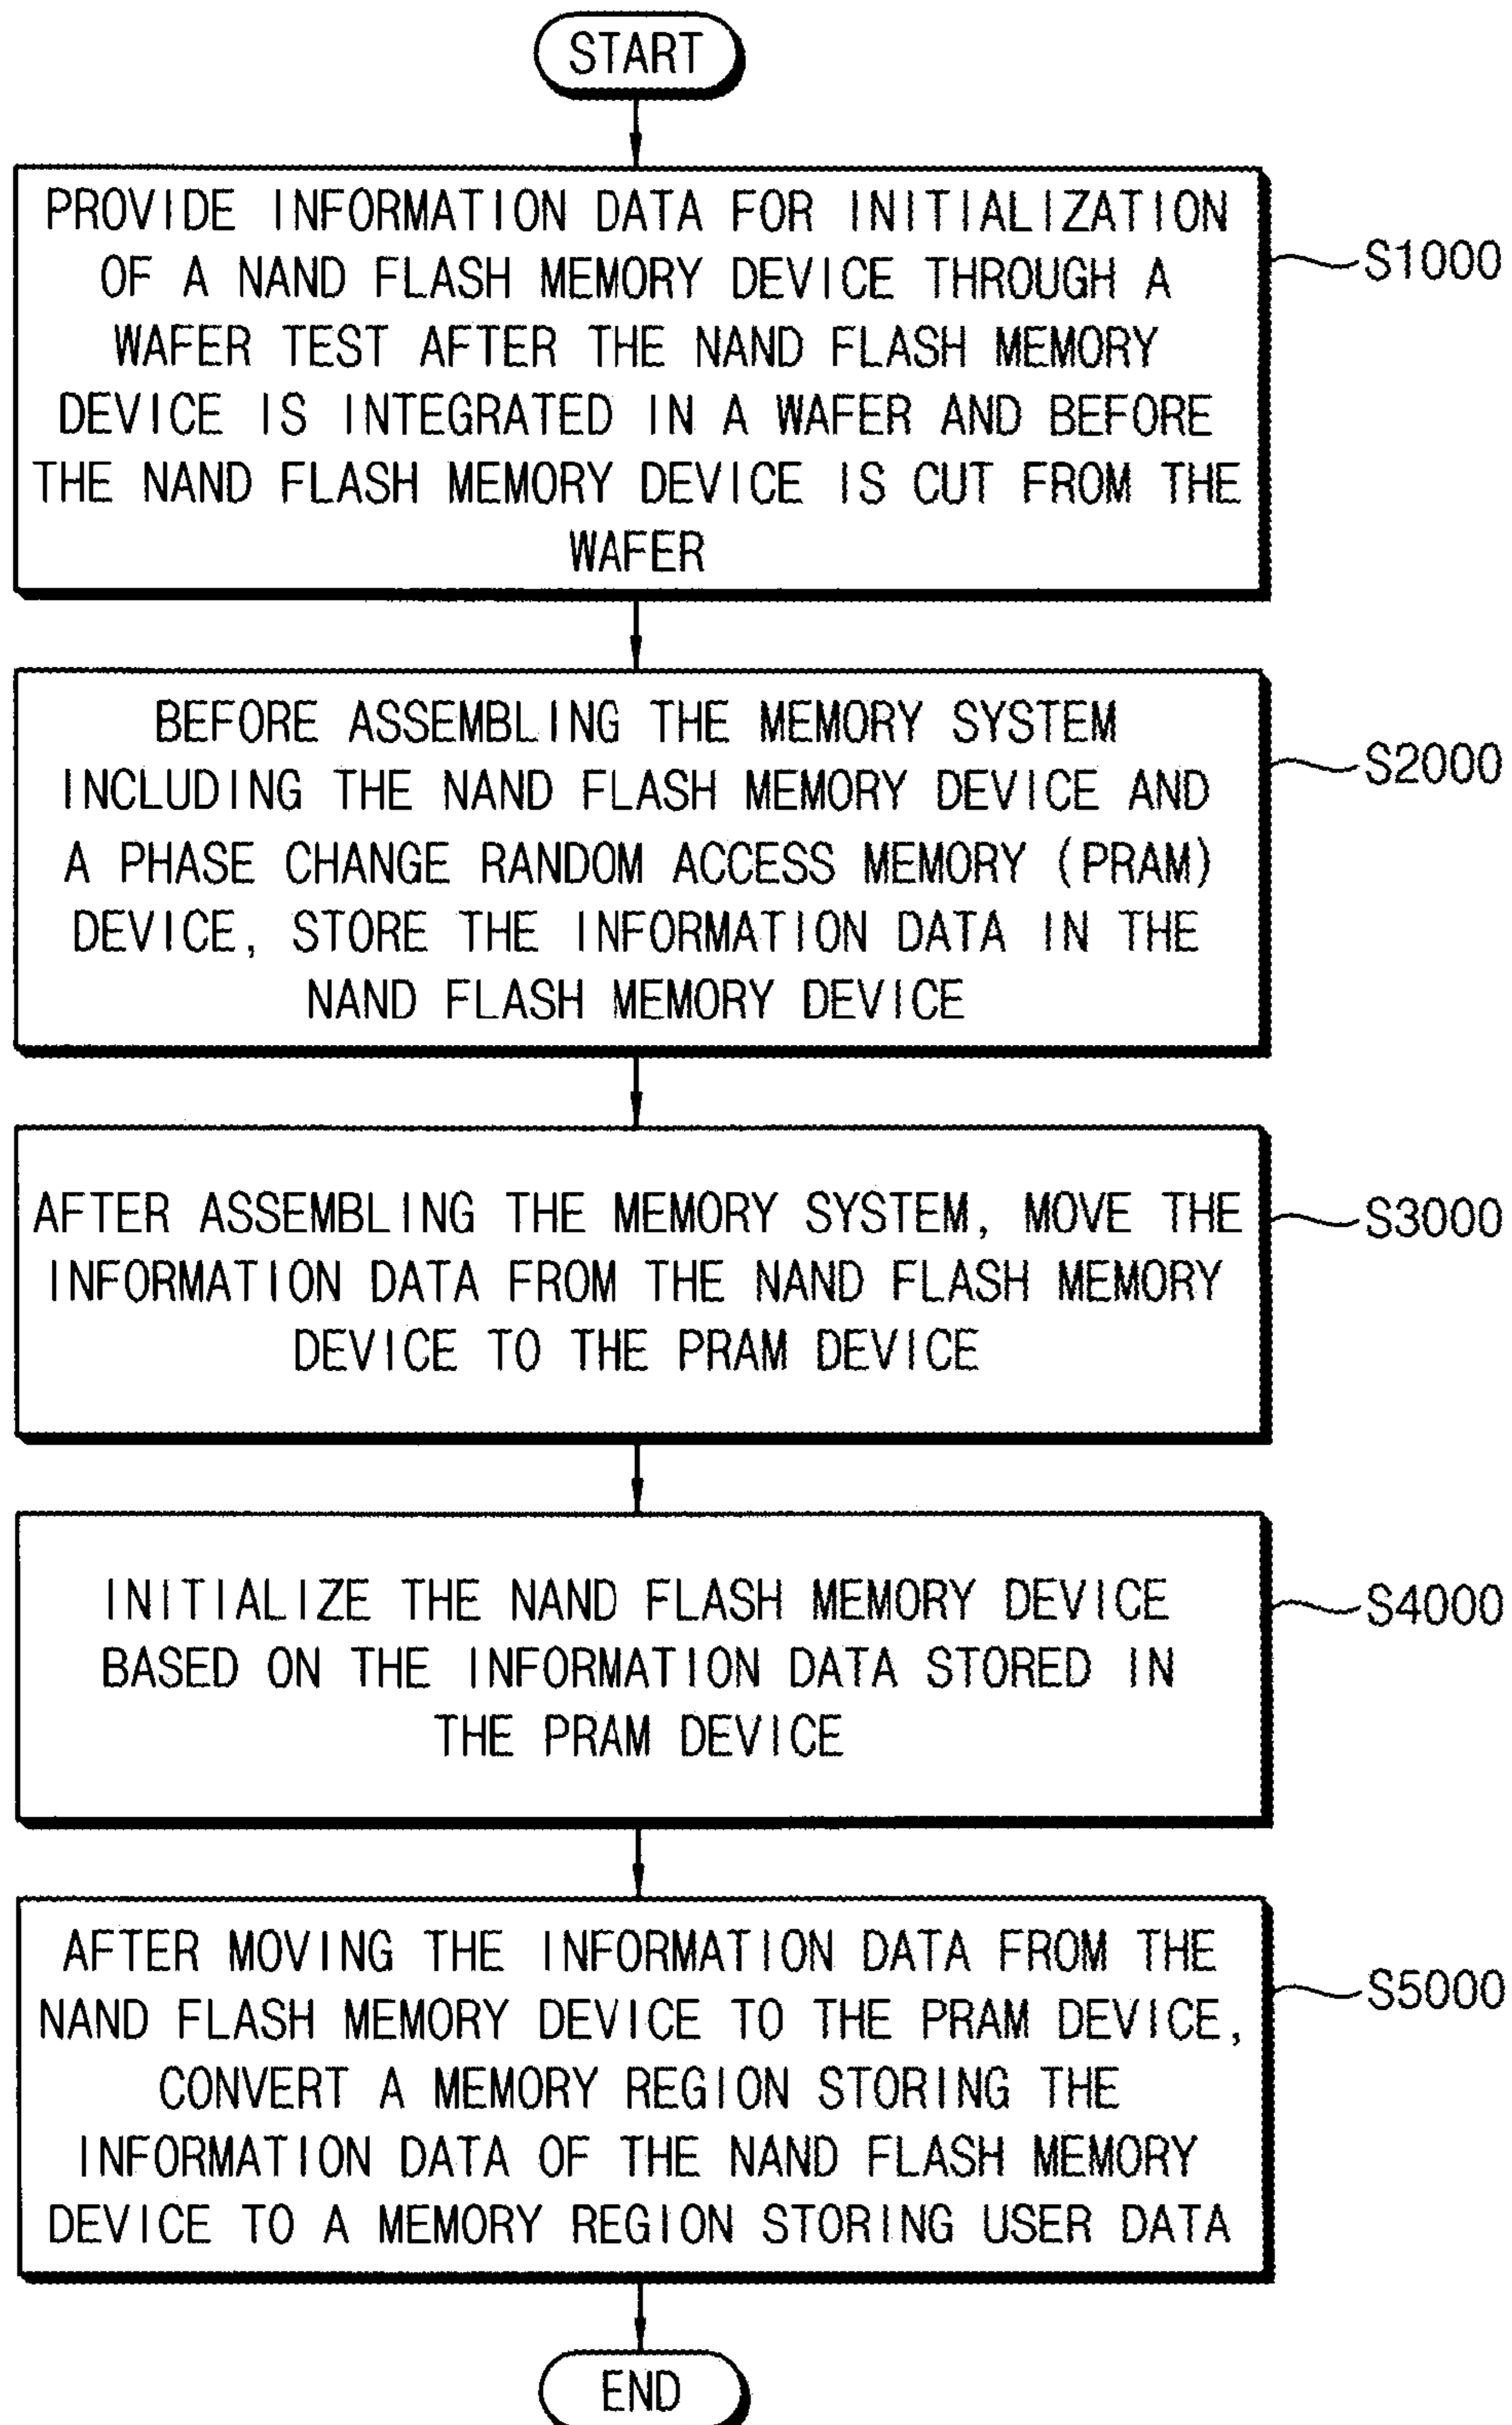 START
PROVIDE INFORMATION DATA FOR INITIALIZATION
OF A NAND FLASH MEMORY DEVICE THROUGH A
WAFER TEST AFTER THE NAND FLASH MEMORY
DEVICE IS INTEGRATED IN A WAFER AND BEFORE
THE NAND FLASH MEMORY DEVICE IS CUT FROM THE
WAFER
S1000
BEFORE ASSEMBLING THE MEMORY SYSTEM
INCLUDING THE NAND FLASH MEMORY DEVICE AND
A PHASE CHANGE RANDOM ACCESS MEMORY (PRAM)
DEVICE, STORE THE INFORMATION DATA IN THE
NAND FLASH MEMORY DEVICE
S2000
AFTER ASSEMBLING THE MEMORY SYSTEM, MOVE THE
INFORMATION DATA FROM THE NAND FLASH MEMORY
DEVICE TO THE PRAM DEVICE
S3000
INITIALIZE THE NAND FLASH MEMORY DEVICE
BASED ON THE INFORMATION DATA STORED IN
THE PRAM DEVICE
S4000
AFTER MOVING THE INFORMATION DATA FROM THE
NAND FLASH MEMORY DEVICE TO THE PRAM DEVICE,
CONVERT A MEMORY REGION STORING THE
INFORMATION DATA OF THE NAND FLASH MEMORY
DEVICE TO A MEMORY REGION STORING USER DATA
S5000
END